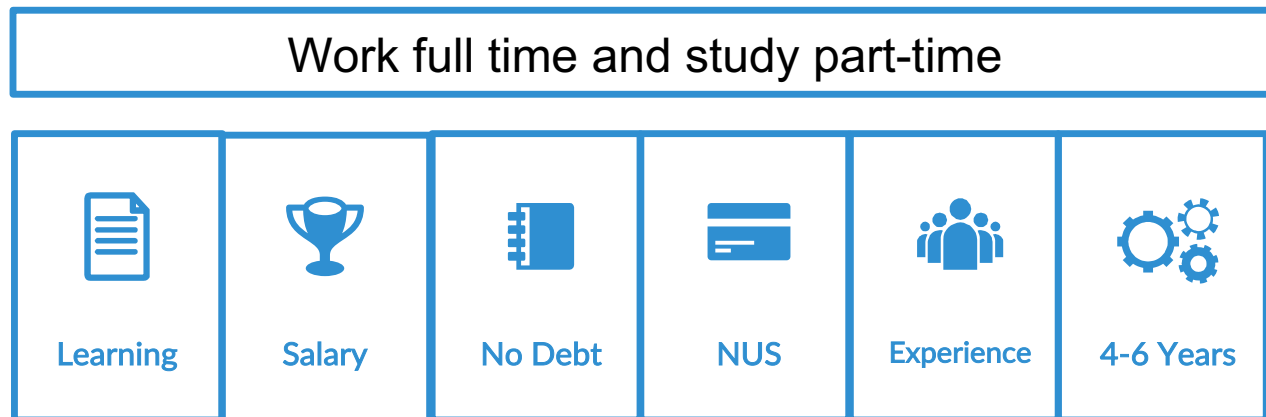 Work full time and study part-time
Learning
Salary
No Debt
NUS
Experience
4-6 Years